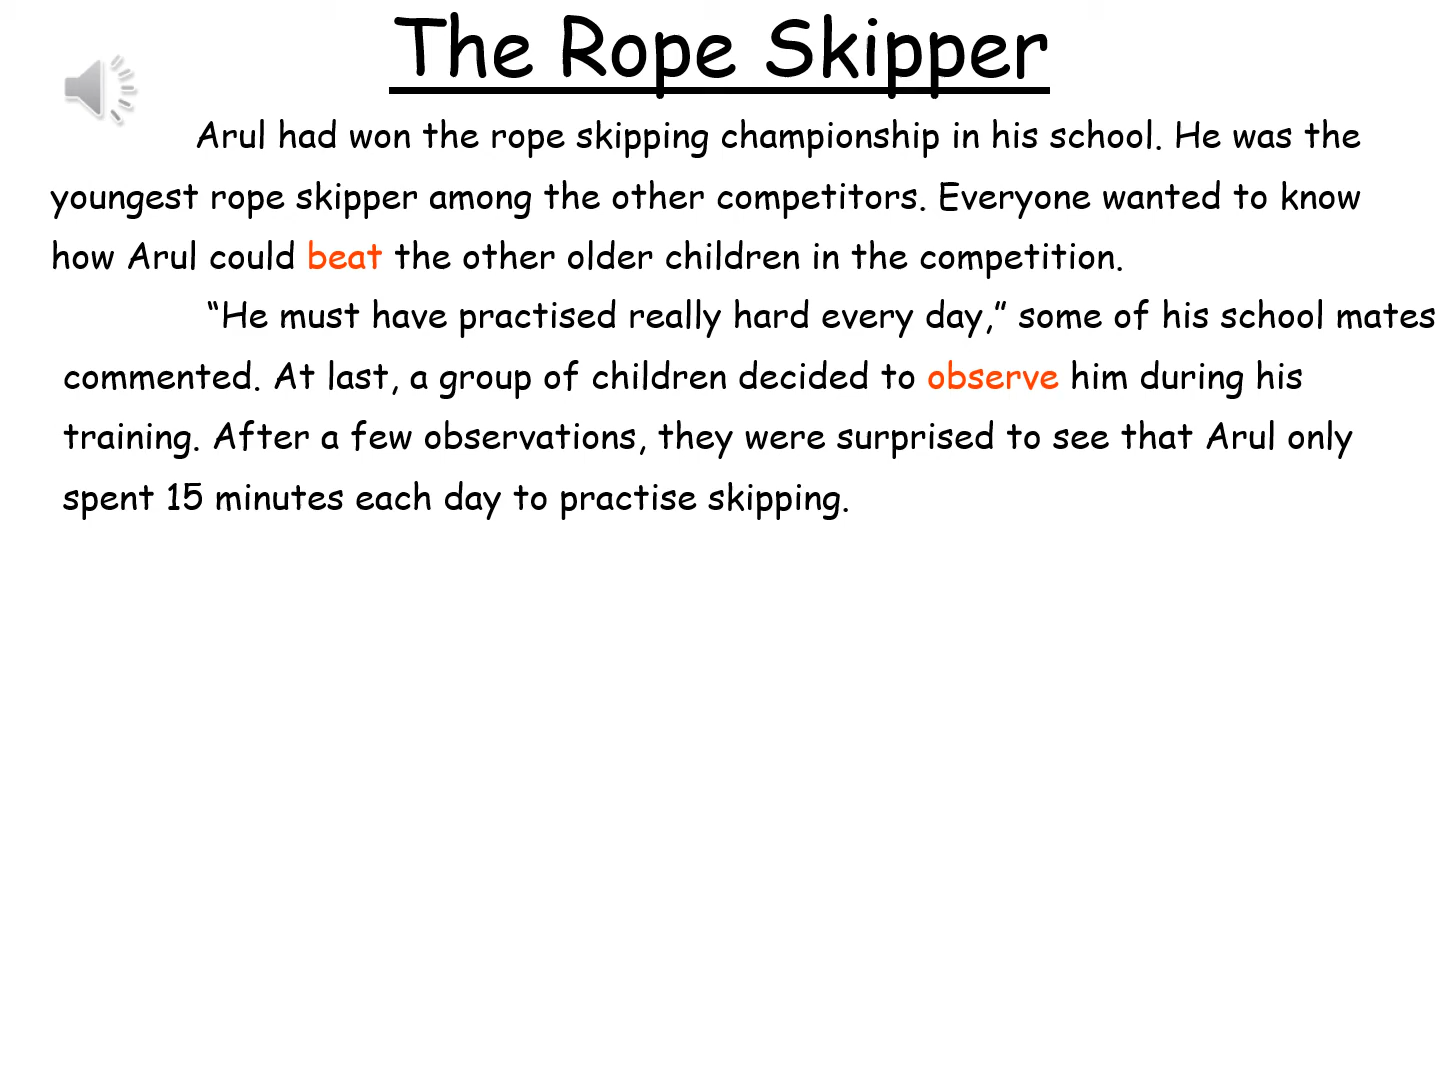 The Rope Skipper
Arul had won the rope skipping championship in his school. He was the
youngest rope skipper among the other competitors. Everyone wanted to know
how Arul could beat the other older children in the competition.
“He must have practised really hard every day,” some of his school mates
commented. At last, a group of children decided to observe him during his
training. After a few observations, they were surprised to see that Arul only
spent 15 minutes each day to practise skipping.